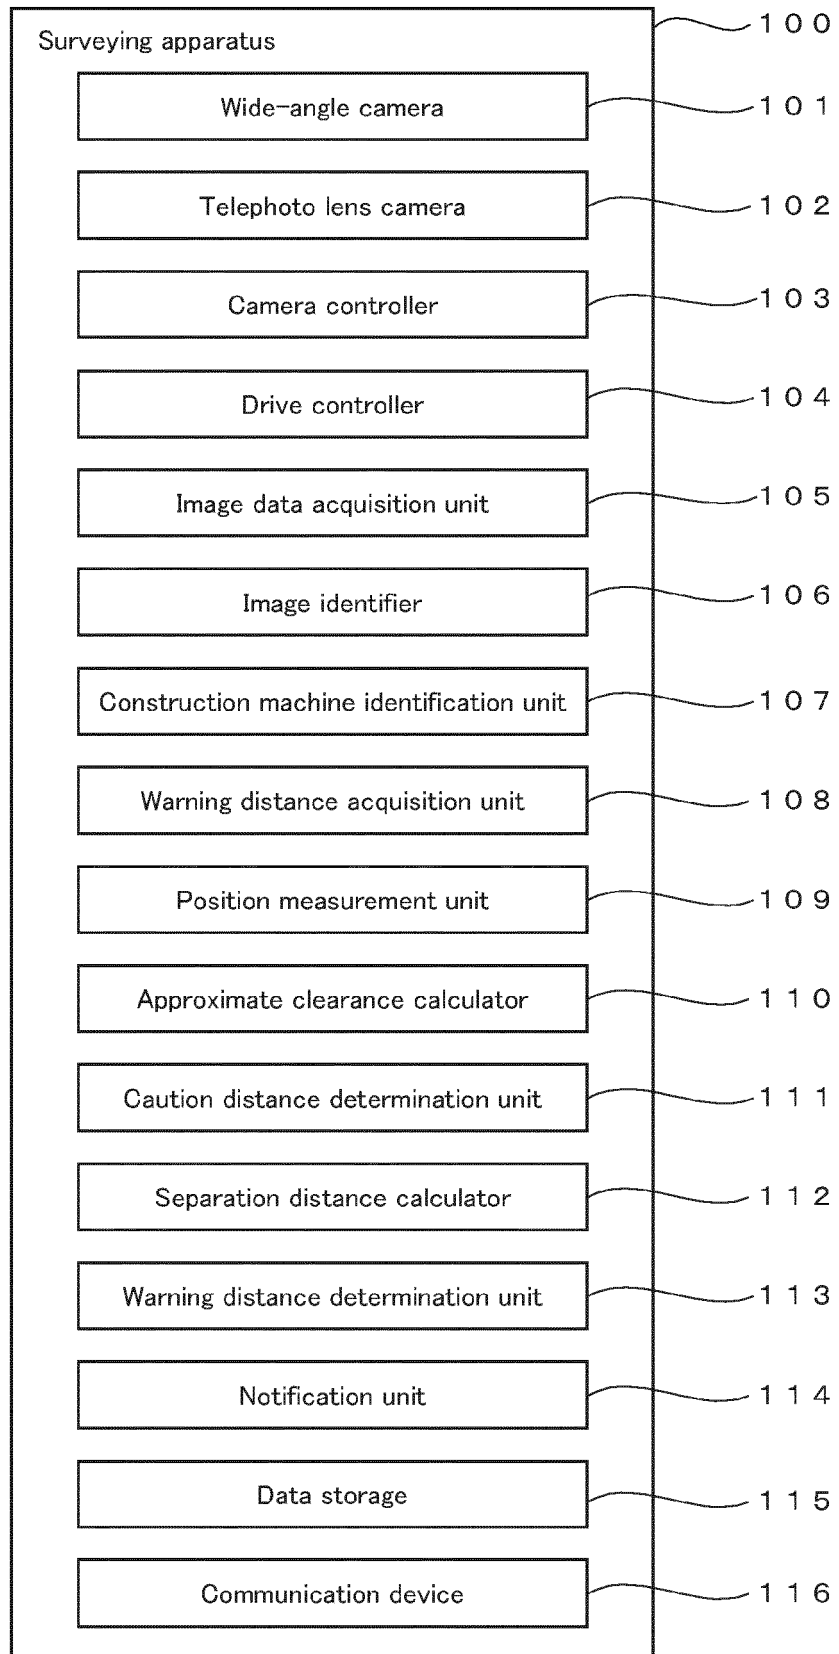 Surveying apparatus
100
Wide-angle camera
101
Telephoto lens camera
102
Camera controller
103
Drive controller
104
Image data acquisition unit
105
Image identifier
106
Construction machine identification unit
107
Warning distance acquisition unit
108
Position measurement unit
109
Approximate clearance calculator
110
Caution distance determination unit
111
Separation distance calculator
112
Warning distance determination unit
113
Notification unit
114
Data storage
115
Communication device
116